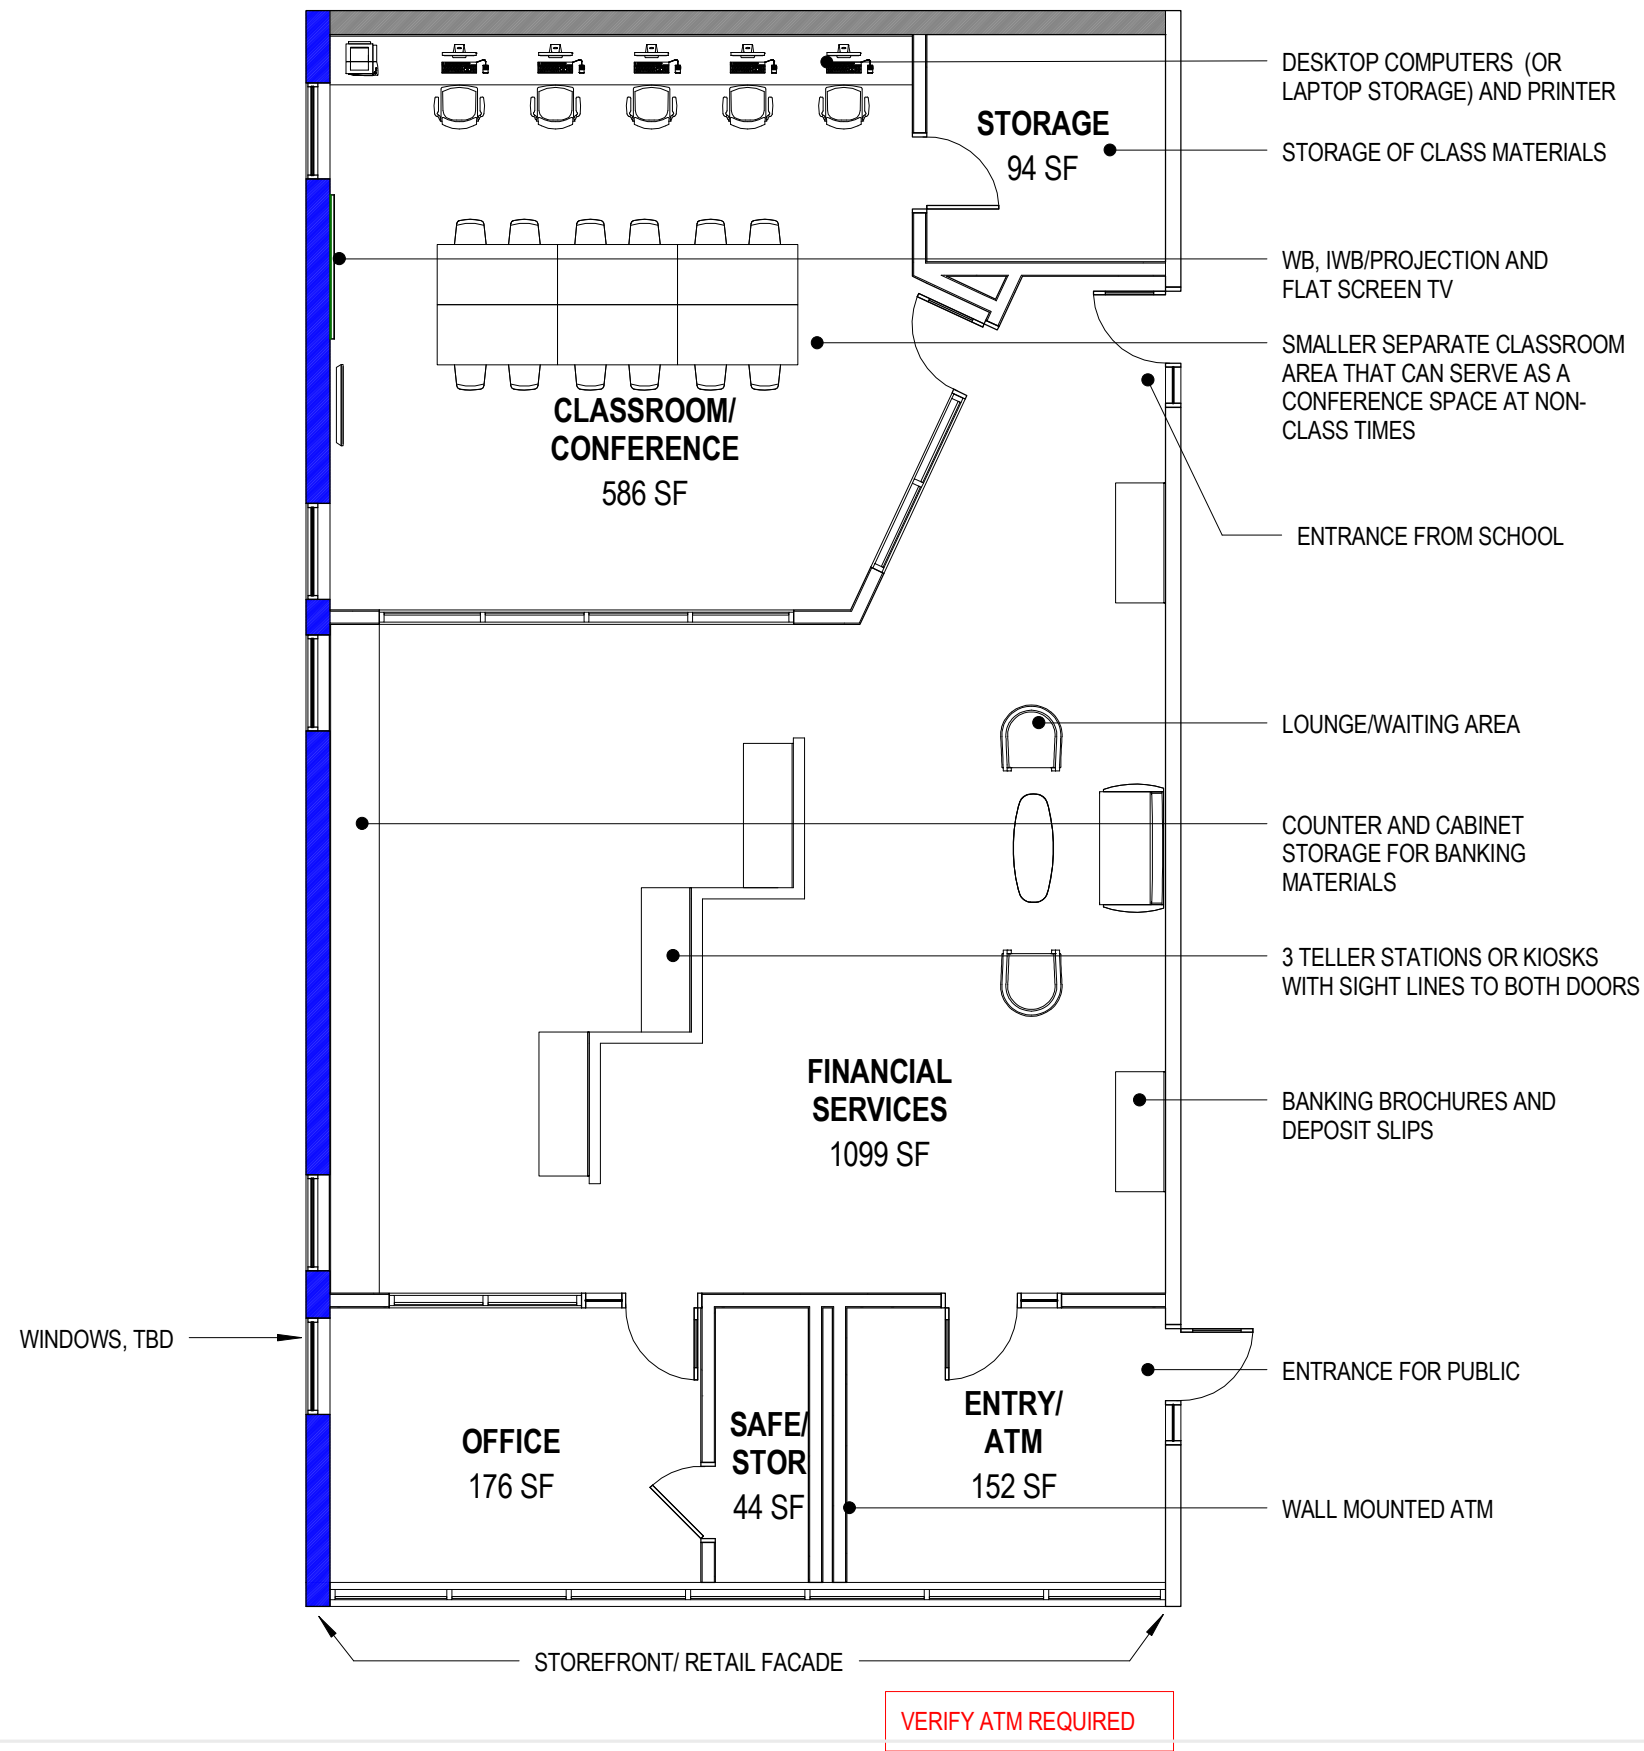 DESKTOP COMPUTERS (OR
LAPTOP STORAGE) AND PRINTER
STORAGE
94 SF
STORAGE OF CLASS MATERIALS
WB, IWB/PROJECTION AND
FLAT SCREEN TV
SMALLER SEPARATE CLASSROOM
AREA THAT CAN SERVE AS A
CONFERENCE SPACE AT NON-
CLASS TIMES
CLASSROOM/
CONFERENCE
586 SF
ENTRANCE FROM SCHOOL
LOUNGE/WAITING AREA
COUNTER AND CABINET
STORAGE FOR BANKING
MATERIALS
3 TELLER STATIONS OR KIOSKS
WITH SIGHT LINES TO BOTH DOORS
FINANCIAL
SERVICES
1099 SF
BANKING BROCHURES AND
DEPOSIT SLIPS
WINDOWS, TBD
ENTRANCE FOR PUBLIC
OFFICE
176 SF
SAFE/
STOR
44 SF
ENTRY/
ATM
152 SF
WALL MOUNTED ATM
STOREFRONT/ RETAIL FACADE
VERIFY ATM REQUIRED